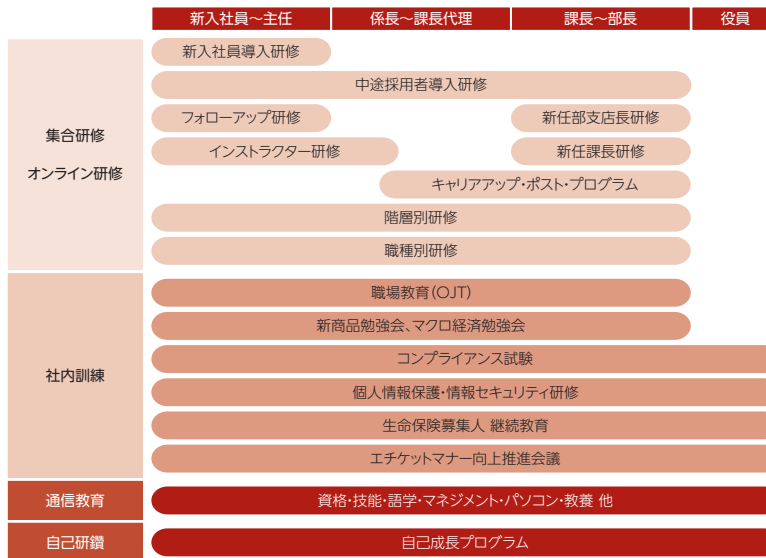 新入社員～主任
係長～課長代理
課長～部長
役員
集合研修
オンライン研修
新入社員導入研修
中途採用者導入研修
フォローアップ研修
新任部支店長研修
インストラクター研修
新任課長研修
キャリアアップ・ポスト・プログラム
階層別研修
職種別研修
社内訓練
職場教育(OJT)
新商品勉強会、マクロ経済勉強会
コンプライアンス試験
個人情報保護・情報セキュリティ研修
生命保険募集人 継続教育
エチケットマナー向上推進会議
通信教育
資格・技能・語学・マネジメント・パソコン・教養 他
自己研鑽
自己成長プログラム